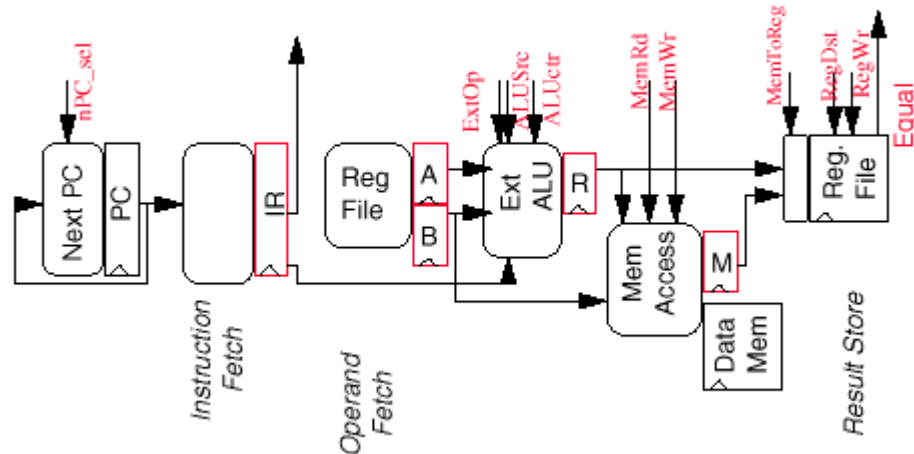 Next PC
PC
nPC_sel
Instruction
Fetch
IR
Operand
Fetch
Reg
File
A
B
ExtOp
ALUSrc
ALUctr
Ext
ALU
R
MemRd
MemWr
Mem
Access
M
Data
Mem
MemToReg
RegDst
RegWr
Reg.
File
Equal
Result Store